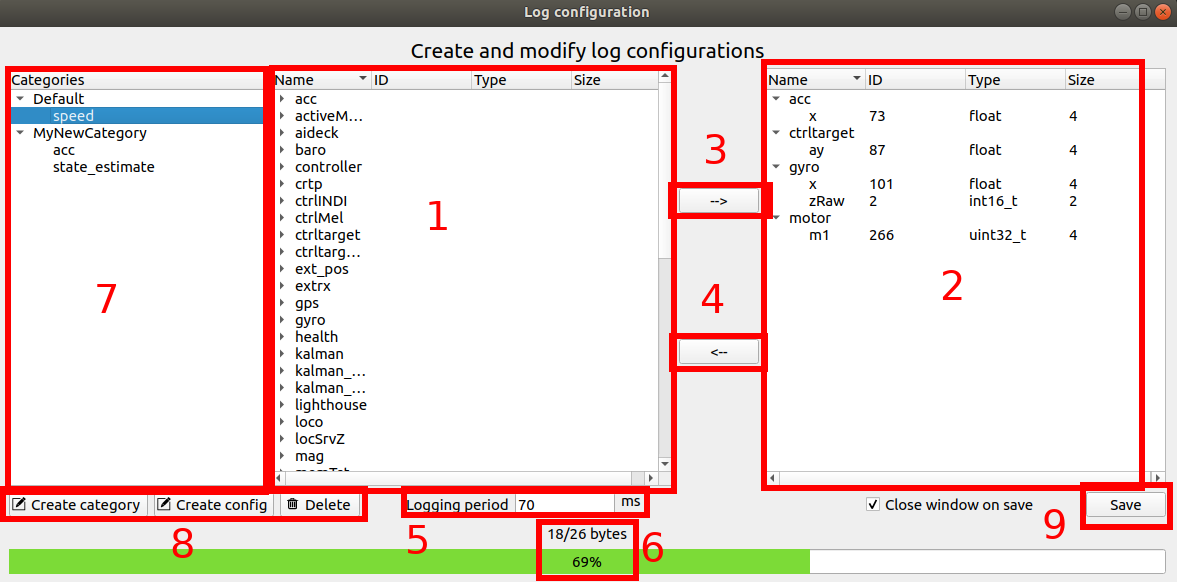 Log configuration
Create and modify log configurations
Categories
Default
speed
MyNewCategory
acc
state_estimate
7
Name ID Type Size
acc
activeM...
aideck
baro
controller
crtp
ctrlINDI
ctrlMel
ctrltarget
ctrltarg...
ext_pos
extrx
gps
gyro
health
kalman
kalman_...
kalman_...
lighthouse
loco
locSrvZ
mag
1
3
-->
4
<--
Name ID Type Size
acc
x 73 float 4
ctrltarget
ay 87 float 4
gyro
x 101 float 4
zRaw 2 int16_t 2
motor
m1 266 uint32_t 4
2
Create category Create config Delete
8
Logging period 70 ms
5
Close window on save
9
Save
18/26 bytes
69%
6